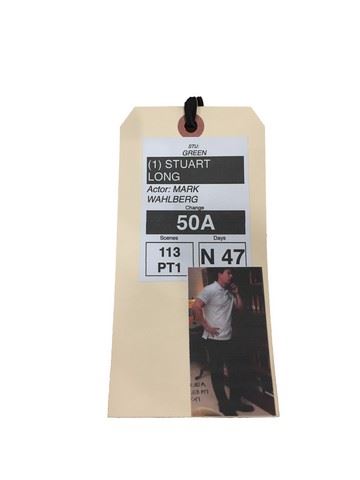 STU:
GREEN
(1) STUART
LONG
Actor: MARK
WAHLBERG
Change
50A
Scenes
Days
113
PT1
N 47